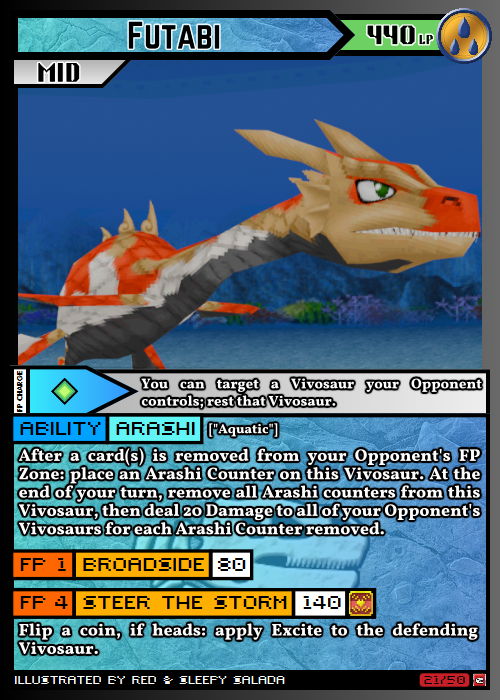 FUTABI
440 LP
MID
FP CHARGE
You can target a Vivosaur your Opponent
controls; rest that Vivosaur.
ABILITY ARASHI ["Aquatic"]
After a card(s) is removed from your Opponent's FP
Zone: place an Arashi Counter on this Vivosaur. At the
end of your turn, remove all Arashi counters from this
Vivosaur, then deal 20 Damage to all of your Opponent's
Vivosaurs for each Arashi Counter removed.
FP 1 BROADSIDE 80
FP 4 STEER THE STORM 140
Flip a coin, if heads: apply Excite to the defending
Vivosaur.
ILLUSTRATED BY RED & SLEEPY SALADA
21/50